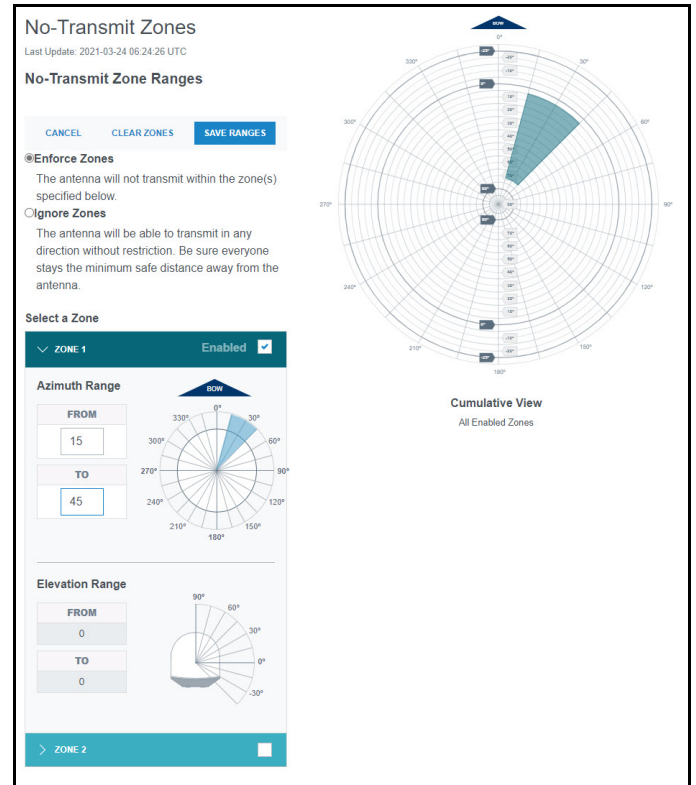 No-Transmit Zones
Last Update: 2021-03-24 06:24:26 UTC
No-Transmit Zone Ranges
CANCEL CLEAR ZONES SAVE RANGES
Enforce Zones
The antenna will not transmit within the zone(s)
specified below.
Ignore Zones
The antenna will be able to transmit in any
direction without restriction. Be sure everyone
stays the minimum safe distance away from the
antenna.
Select a Zone
ZONE 1 Enabled
Azimuth Range
FROM
15
TO
45
BOW
0°
330° 30°
300° 60°
270° 90°
240° 120°
210° 150°
180°
Elevation Range
FROM
0
TO
0
90°
60°
30°
0°
-30°
ZONE 2
BOW
0°
330° 30°
300° 60°
270° 90°
240° 120°
210° 150°
180°
Cumulative View
All Enabled Zones